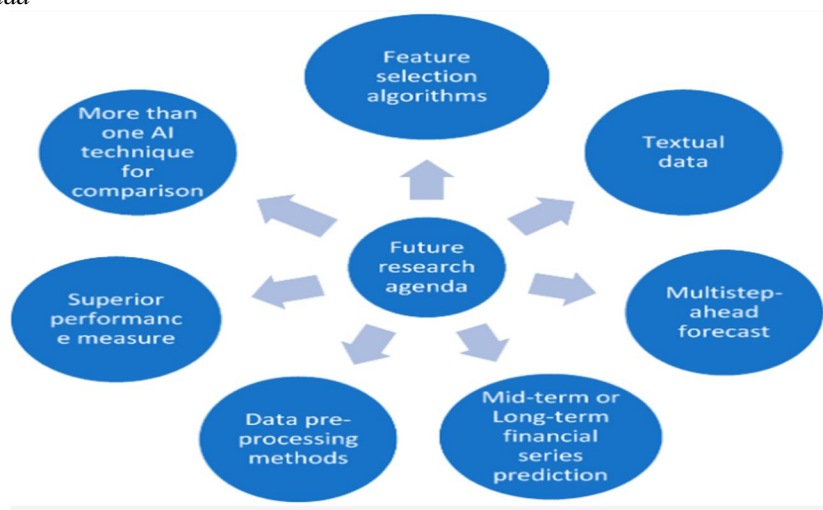 Feature
selection
algorithms
Textual
data
Multistep-
ahead
forecast
Mid-term or
Long-term
financial
series
prediction
Data pre-
processing
methods
Superior
performanc
e measure
More than
one AI
technique
for
comparison
Future
research
agenda